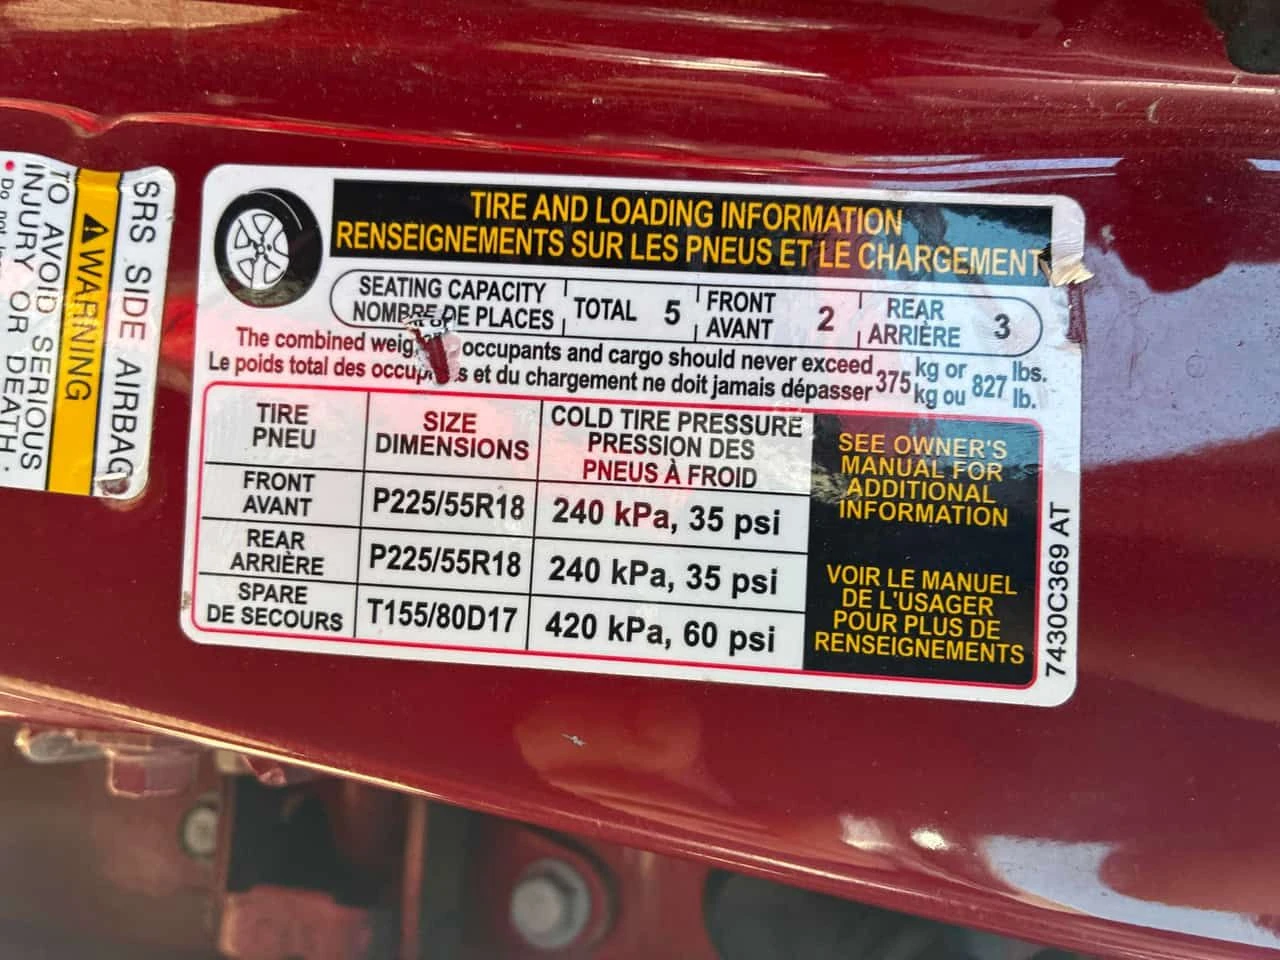 SRS SIDE AIRBAG
WARNING
TO AVOID SERIOUS
INJURY OR DEATH
TIRE AND LOADING INFORMATION
RENSEIGNEMENTS SUR LES PNEUS ET LE CHARGEMENT
SEATING CAPACITY
NOMBRE DE PLACES
TOTAL 5
FRONT
AVANT
2
REAR
ARRIÈRE
3
The combined occupants and cargo should never exceed 375 kg or 827 lbs.
Le poids total des et du chargement ne doit jamais dépasser kg ou lb.
TIRE
PNEU
SIZE
DIMENSIONS
COLD TIRE PRESSURE
PRESSION DES
PNEUS À FROID
FRONT
AVANT
P225/55R18
240 kPa, 35 psi
REAR
ARRIÈRE
P225/55R18
240 kPa, 35 psi
SPARE
DE SECOURS
T155/80D17
420 kPa, 60 psi
SEE OWNER'S
MANUAL FOR
ADDITIONAL
INFORMATION
VOIR LE MANUEL
DE L'USAGER
POUR PLUS DE
RENSEIGNEMENTS
7430C369 AT